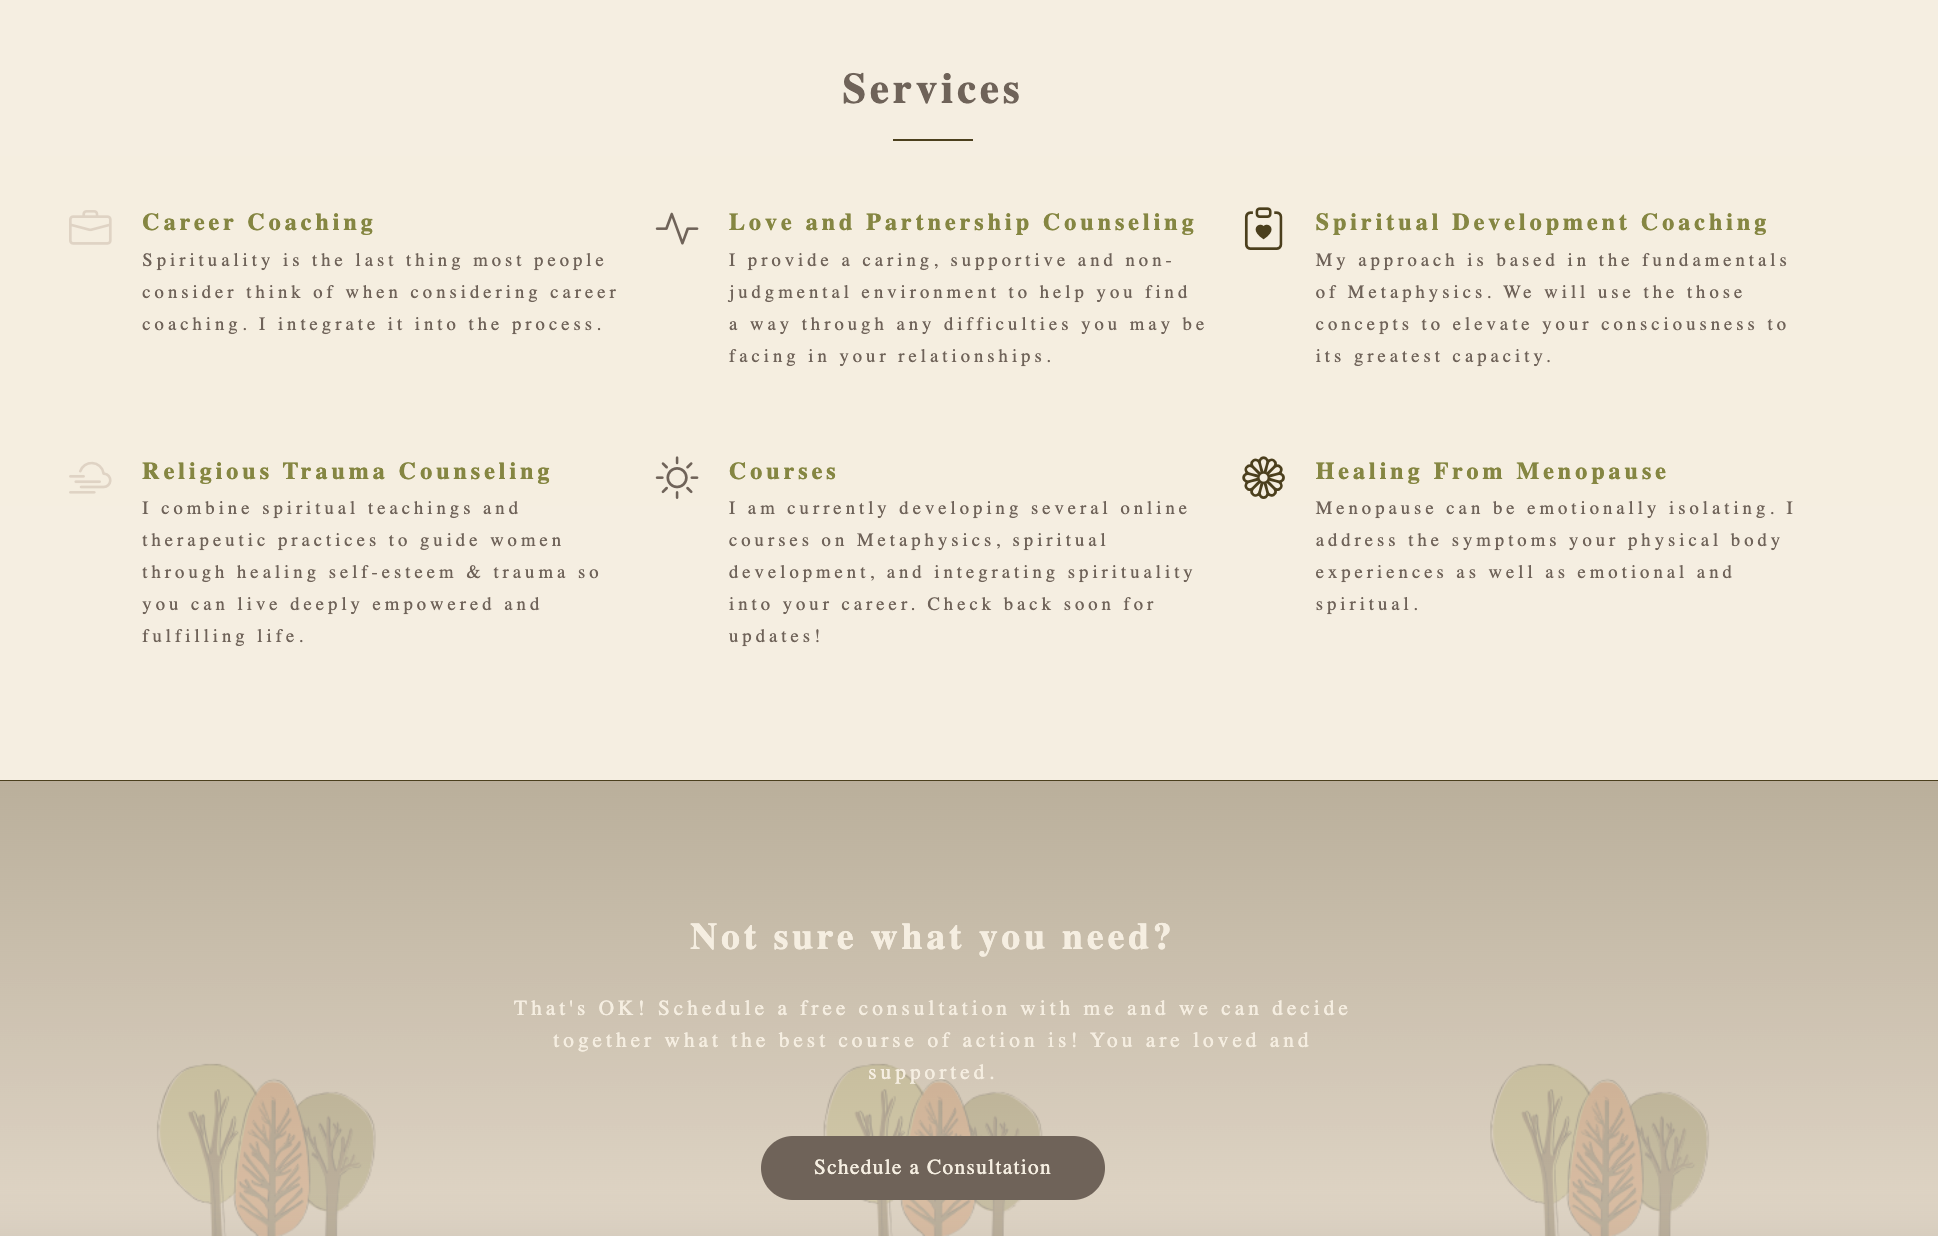 Services
Career Coaching
Spirituality is the last thing most people
consider think of when considering career
coaching. I integrate it into the process.
Love and Partnership Counseling
I provide a caring, supportive and non-
judgmental environment to help you find
a way through any difficulties you may be
facing in your relationships.
Spiritual Development Coaching
My approach is based in the fundamentals
of Metaphysics. We will use the those
concepts to elevate your consciousness to
its greatest capacity.
Religious Trauma Counseling
I combine spiritual teachings and
therapeutic practices to guide women
through healing self-esteem & trauma so
you can live deeply empowered and
fulfilling life.
Courses
I am currently developing several online
courses on Metaphysics, spiritual
development, and integrating spirituality
into your career. Check back soon for
updates!
Healing From Menopause
Menopause can be emotionally isolating. I
address the symptoms your physical body
experiences as well as emotional and
spiritual.
Not sure what you need?
That's OK! Schedule a free consultation with me and we can decide
together what the best course of action is! You are loved and
supported.
Schedule a Consultation